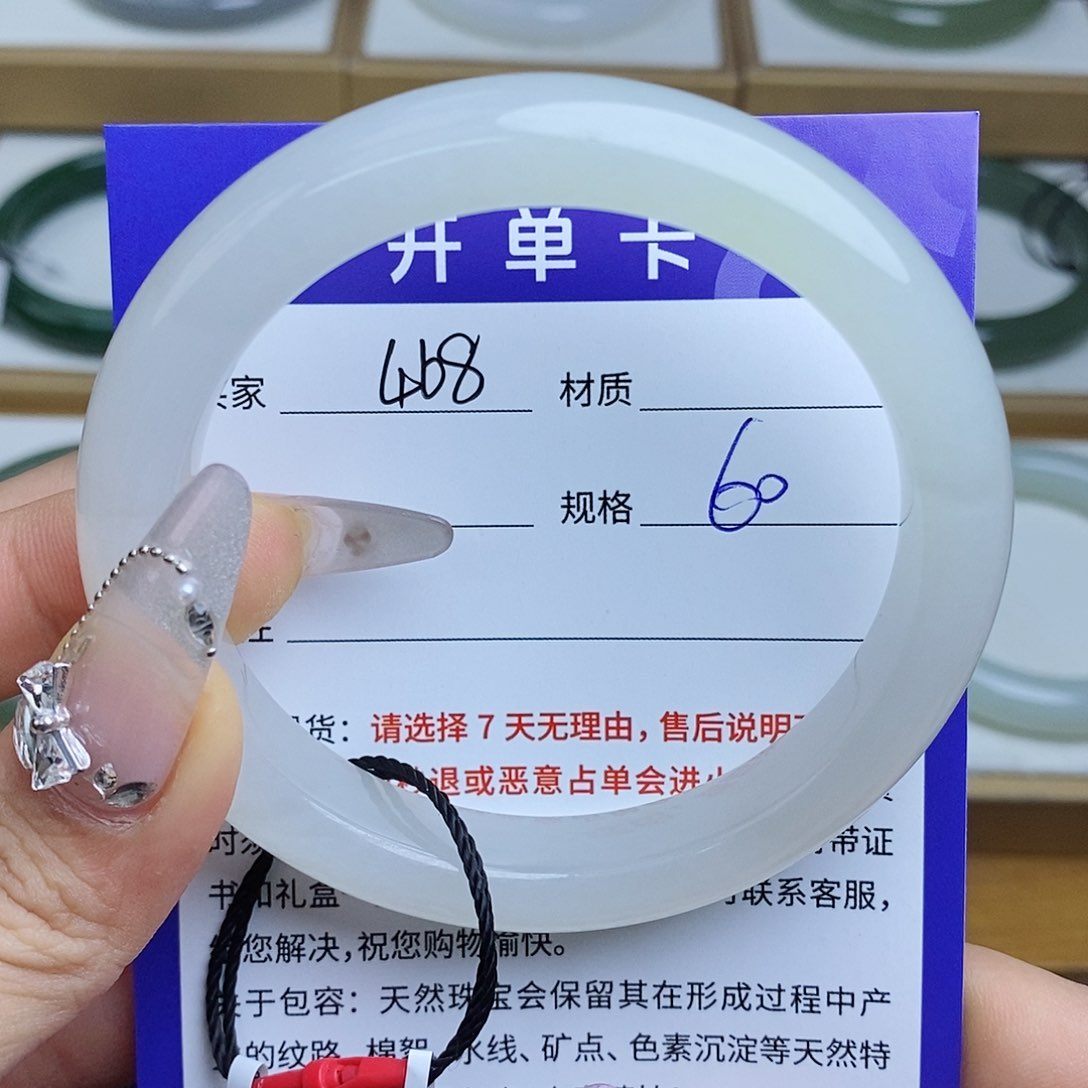 开单卡
家 468 材质
规格 60
货：请选择 7 天无理由，售后说明
退或恶意占单会进
时 带证
书和礼盒 联系客服，
您解决，祝您购物愉快。
关于包容：天然珠宝会保留其在形成过程中产
的纹路、棉絮、水线、矿点、色素沉淀等天然特